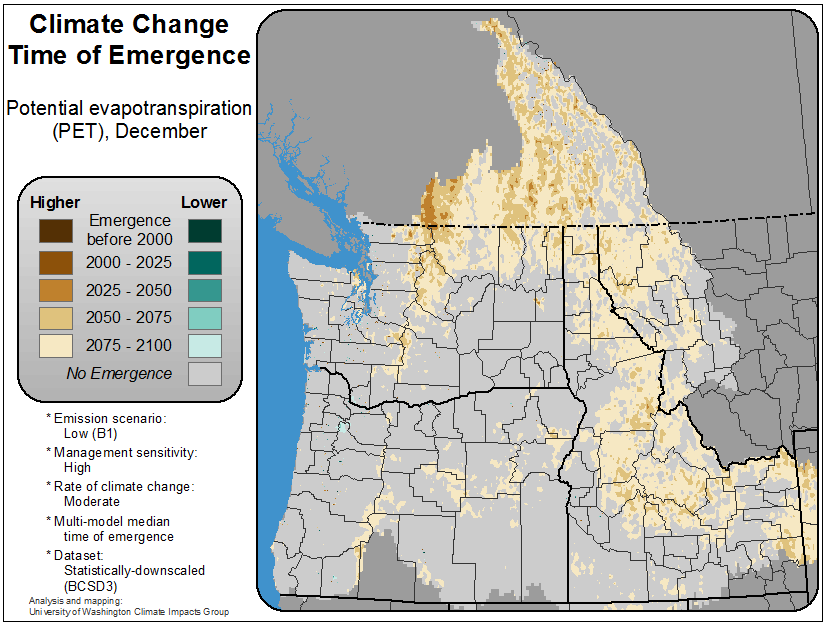 Climate Change
Time of Emergence
Potential evapotranspiration
(PET), December
Higher Lower
Emergence
before 2000
2000 - 2025
2025 - 2050
2050 - 2075
2075 - 2100
No Emergence
* Emission scenario:
Low (B1)
* Management sensitivity:
High
* Rate of climate change:
Moderate
* Multi-model median
time of emergence
* Dataset:
Statistically-downscaled
(BCSD3)
Analysis and mapping:
University of Washington Climate Impacts Group